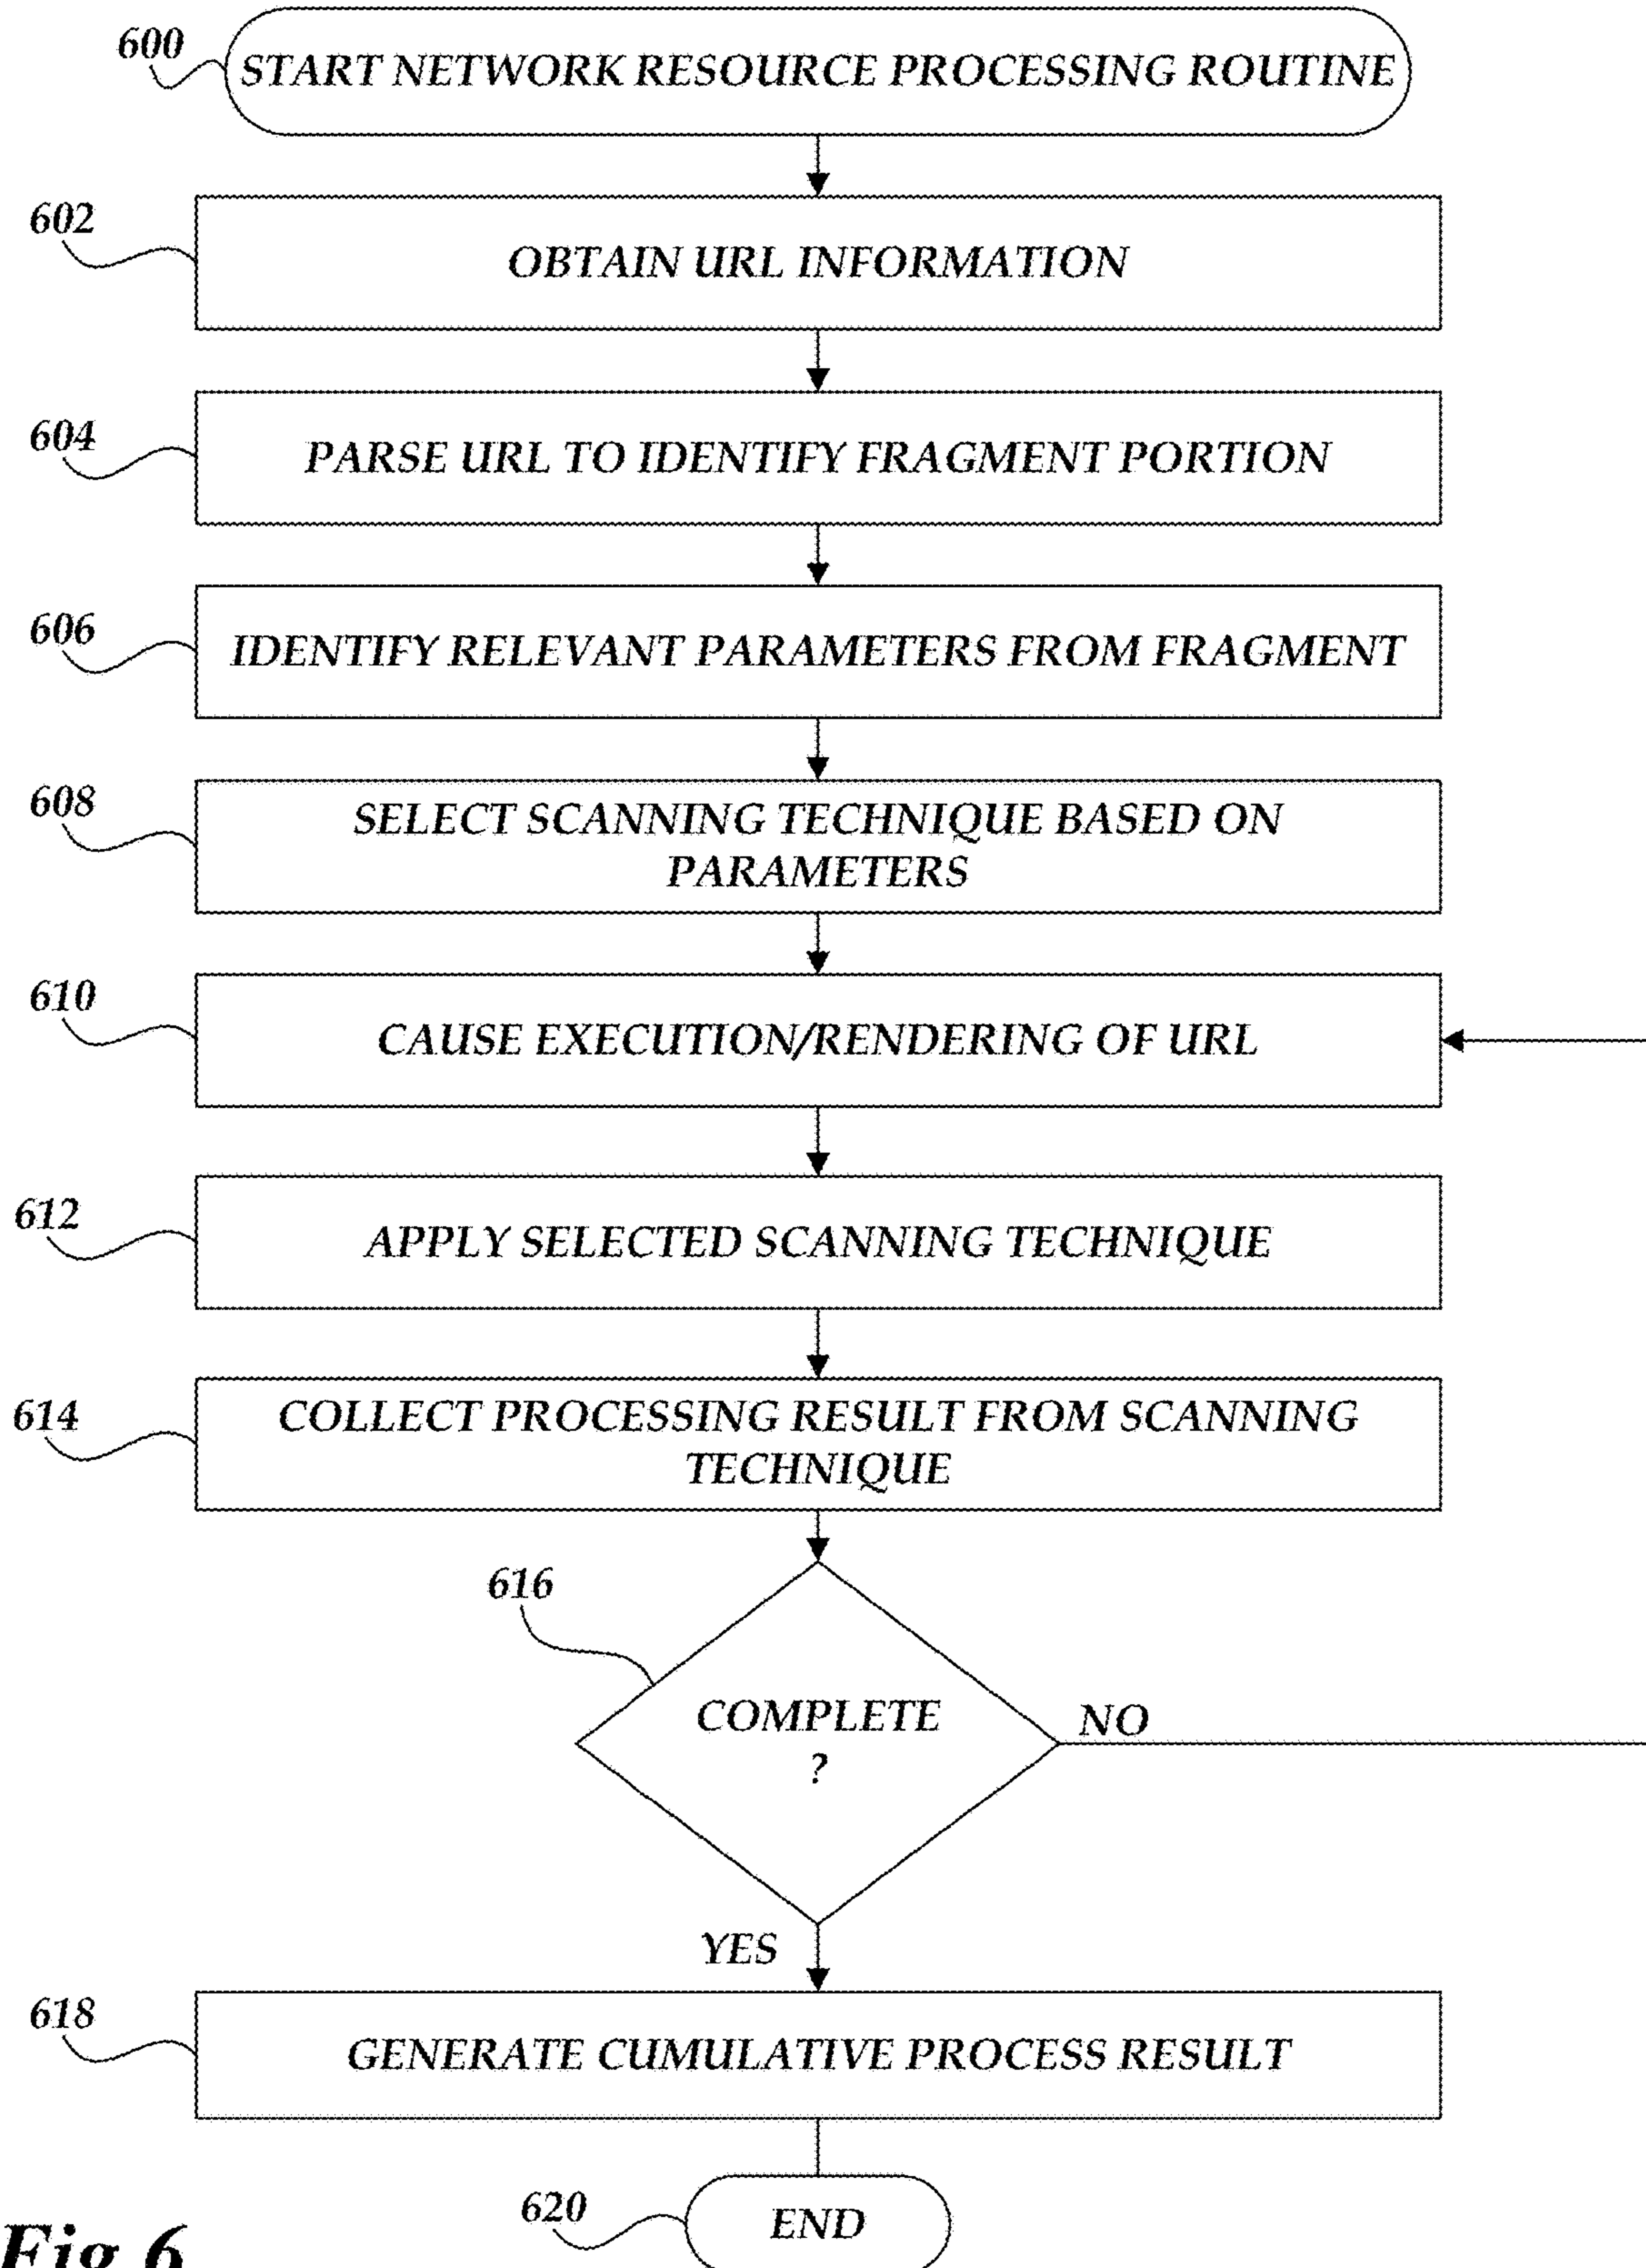 600
START NETWORK RESOURCE PROCESSING ROUTINE
602
OBTAIN URL INFORMATION
604
PARSE URL TO IDENTIFY FRAGMENT PORTION
606
IDENTIFY RELEVANT PARAMETERS FROM FRAGMENT
608
SELECT SCANNING TECHNIQUE BASED ON
PARAMETERS
610
CAUSE EXECUTION/RENDERING OF URL
612
APPLY SELECTED SCANNING TECHNIQUE
614
COLLECT PROCESSING RESULT FROM SCANNING
TECHNIQUE
616
COMPLETE
?
NO
YES
618
GENERATE CUMULATIVE PROCESS RESULT
620
END
Fig.6